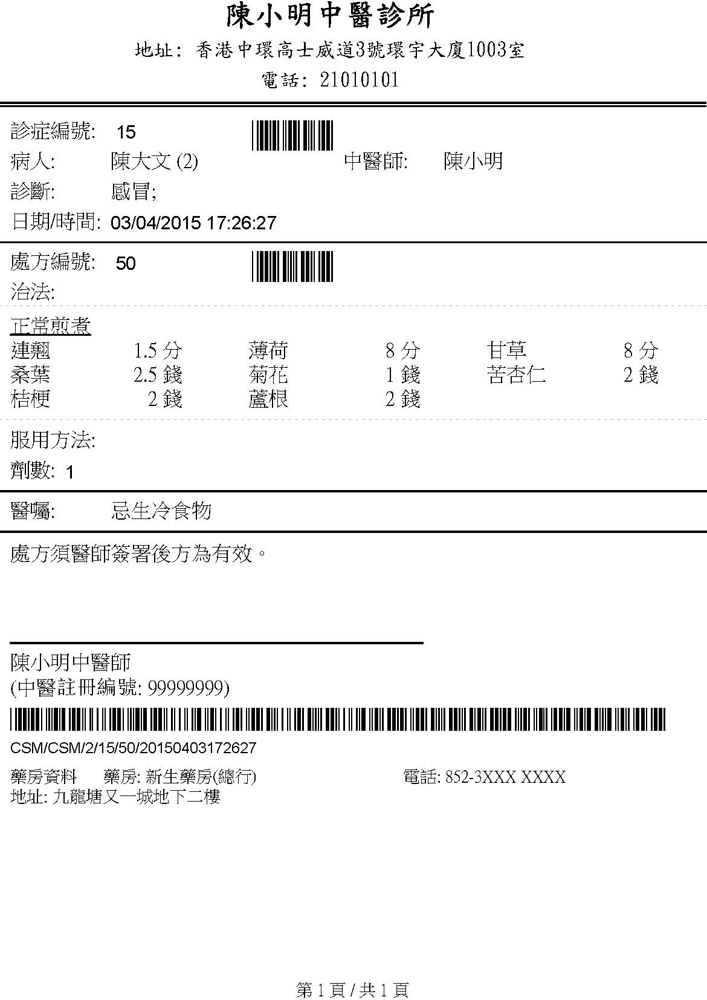 陳小明中醫診所
地址: 香港中環高士威道3號環宇大廈1003室
電話: 21010101
診症編號: 15
病人: 陳大文 (2) 中醫師: 陳小明
診斷: 感冒;
日期/時間: 03/04/2015 17:26:27
處方編號: 50
治法:
正常煎煮
連翹 1.5 分 薄荷 8 分 甘草 8 分
桑葉 2.5 錢 菊花 1 錢 苦杏仁 2 錢
桔梗 2 錢 蘆根 2 錢
服用方法:
劑數: 1
醫囑: 忌生冷食物
處方須醫師簽署後方為有效。
陳小明中醫師
(中醫註冊編號: 99999999)
CSM/CSM/2/15/50/20150403172627
藥房資料 藥房: 新生藥房(總行) 電話: 852-3XXX XXXX
地址: 九龍塘又一城地下二樓
第 1 頁 / 共 1 頁